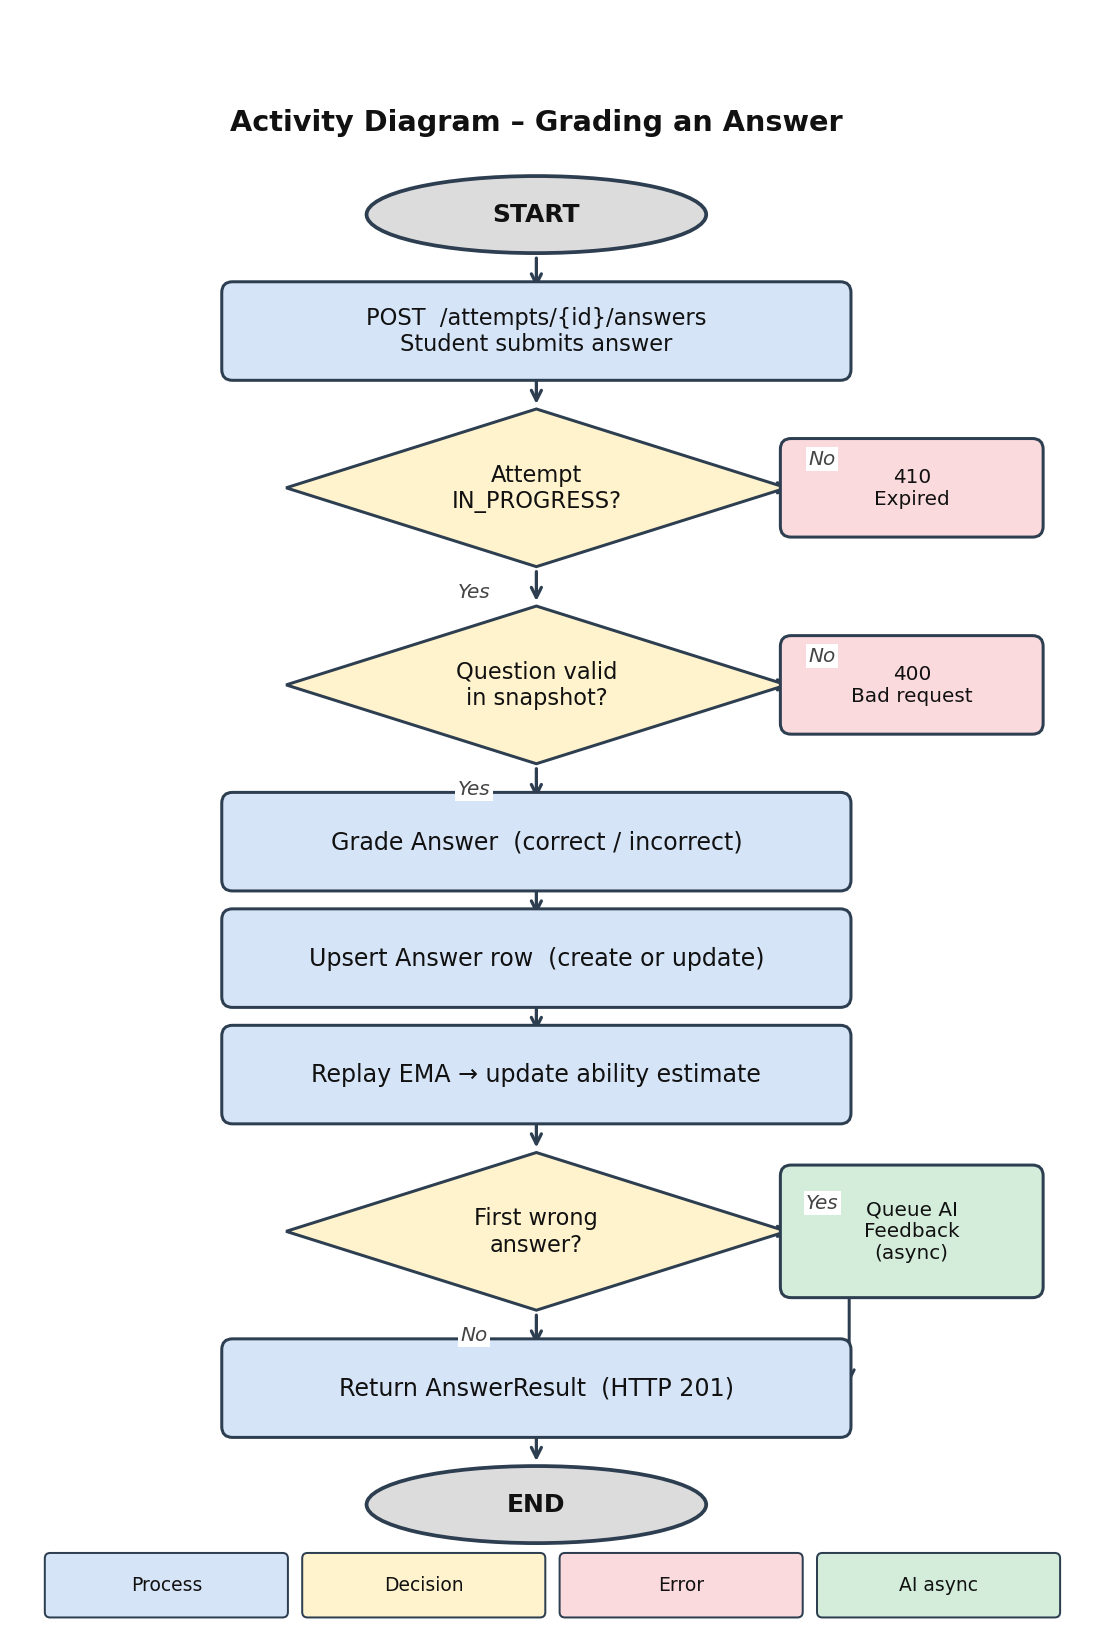 Activity Diagram – Grading an Answer
START
POST  /attempts/{id}/answers
Student submits answer
Attempt
IN_PROGRESS?
No
410
Expired
Yes
Question valid
in snapshot?
No
400
Bad request
Yes
Grade Answer  (correct / incorrect)
Upsert Answer row  (create or update)
Replay EMA → update ability estimate
First wrong
answer?
Yes
Queue AI
Feedback
(async)
No
Return AnswerResult  (HTTP 201)
END
Process
Decision
Error
AI async